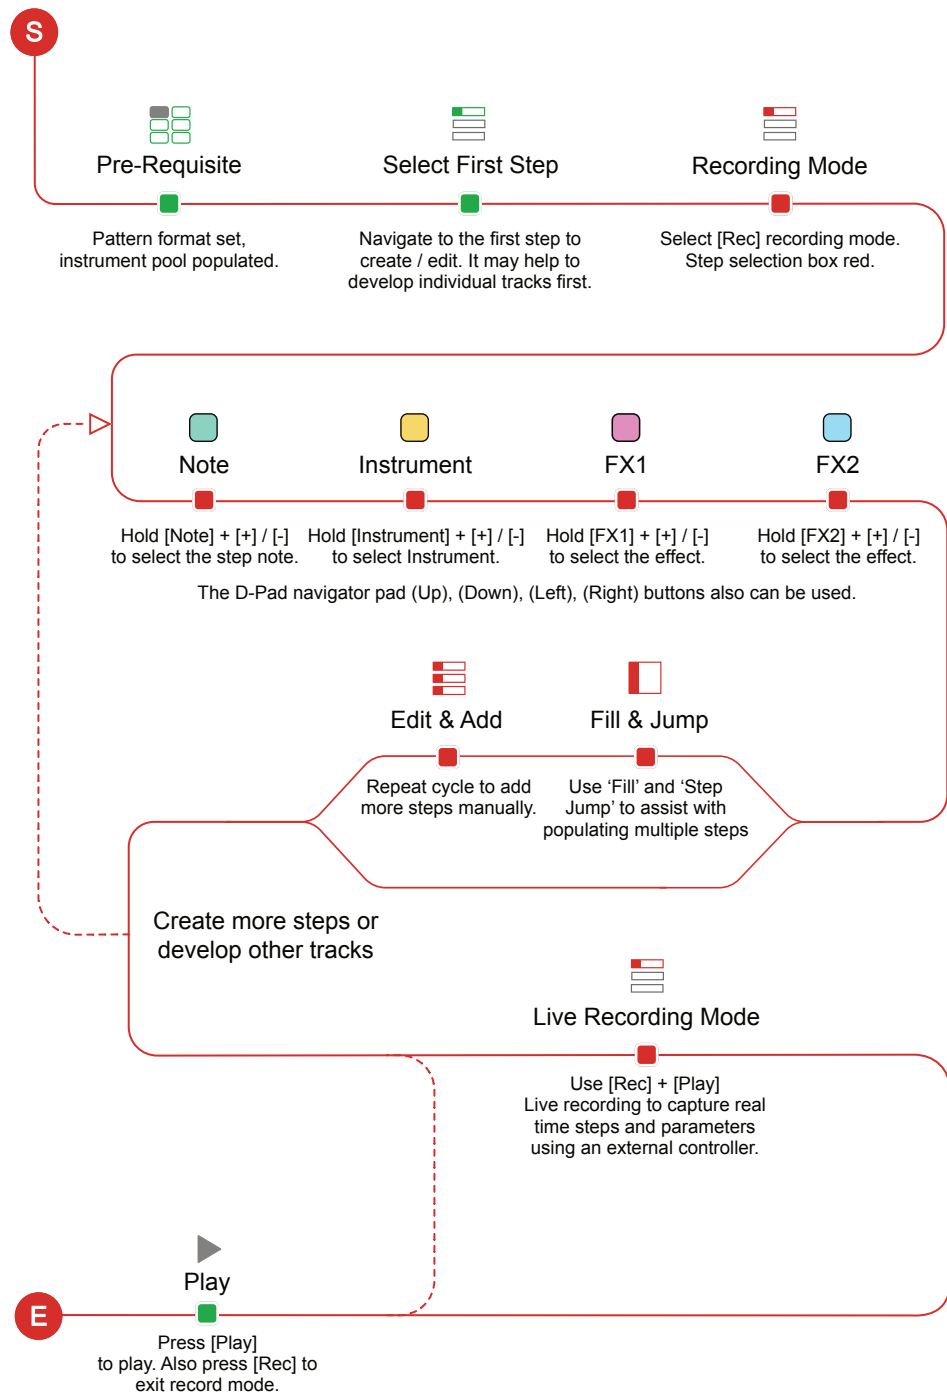 S
Pre-Requisite
Select First Step
Recording Mode
Pattern format set,
instrument pool populated.
Navigate to the first step to
create / edit. It may help to
develop individual tracks first.
Select [Rec] recording mode.
Step selection box red.
Note
Instrument
FX1
FX2
Hold [Note] + [+] / [-]
to select the step note.
Hold [Instrument] + [+] / [-]
to select Instrument.
Hold [FX1] + [+] / [-]
to select the effect.
Hold [FX2] + [+] / [-]
to select the effect.
The D-Pad navigator pad (Up), (Down), (Left), (Right) buttons also can be used.
Edit & Add
Fill & Jump
Repeat cycle to add
more steps manually.
Use ‘Fill’ and ‘Step
Jump’ to assist with
populating multiple steps
Create more steps or
develop other tracks
Live Recording Mode
Use [Rec] + [Play]
Live recording to capture real
time steps and parameters
using an external controller.
Play
E
Press [Play]
to play. Also press [Rec] to
exit record mode.